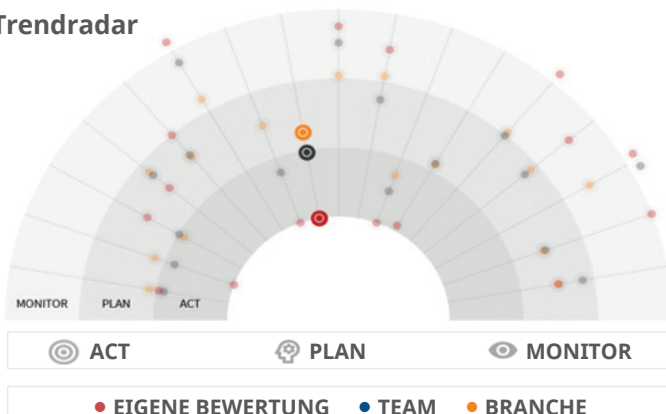 Trendradar
MONITOR PLAN ACT
ACT PLAN MONITOR
EIGENE BEWERTUNG TEAM BRANCHE